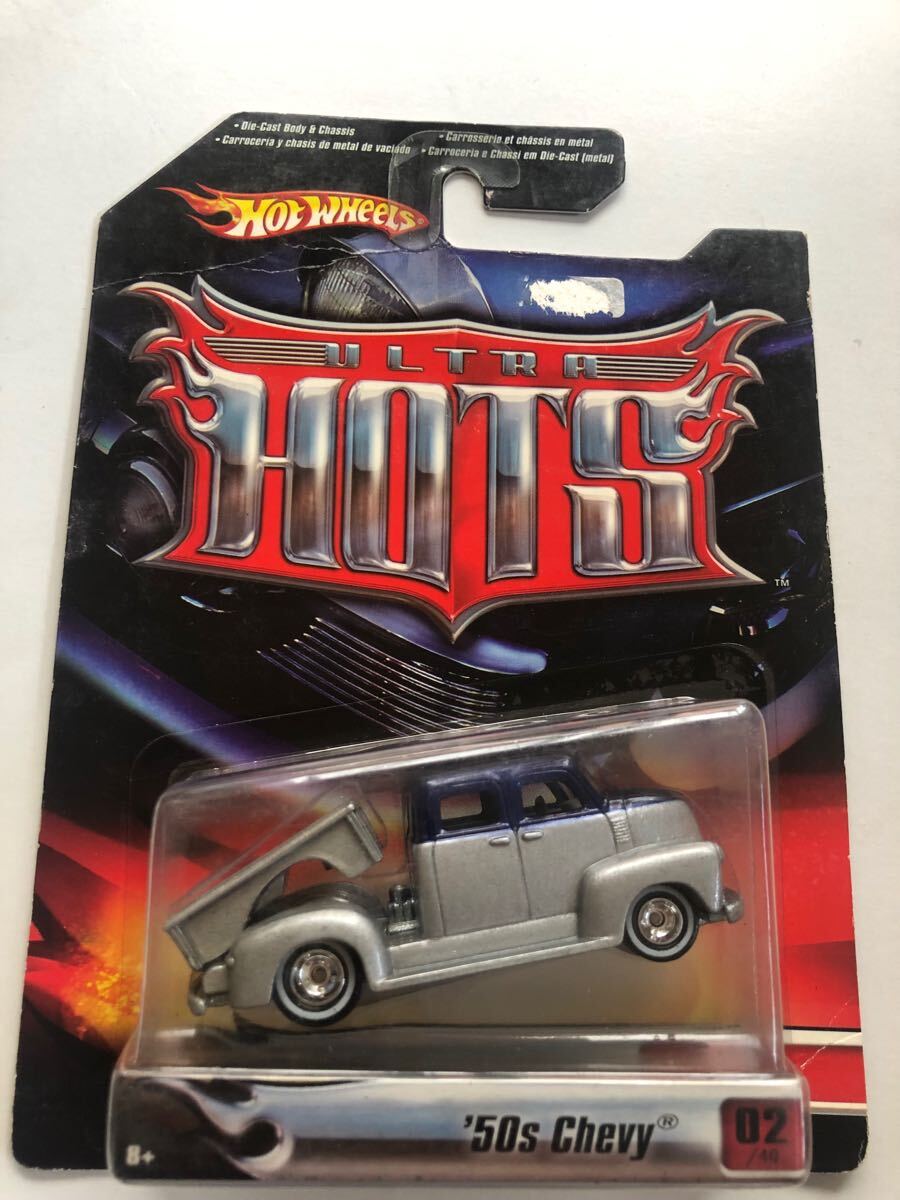 • Die-Cast Body & Chassis
• Carrocería y chasis de metal de vaciado
• Carrosserie et châssis en metal
• Carroceria e Chassi em Die-Cast (metal)
HOT WHEELS®
ULTRA
HOTS
™
'50s Chevy®
02
/40
8+